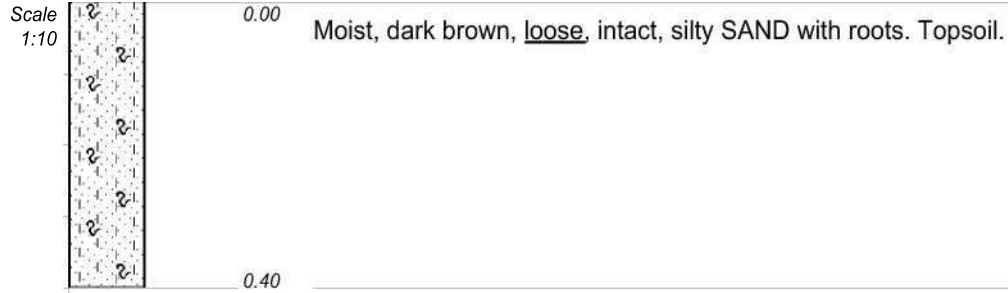 Scale
1:10
0.00
Moist, dark brown, loose, intact, silty SAND with roots. Topsoil.
0.40